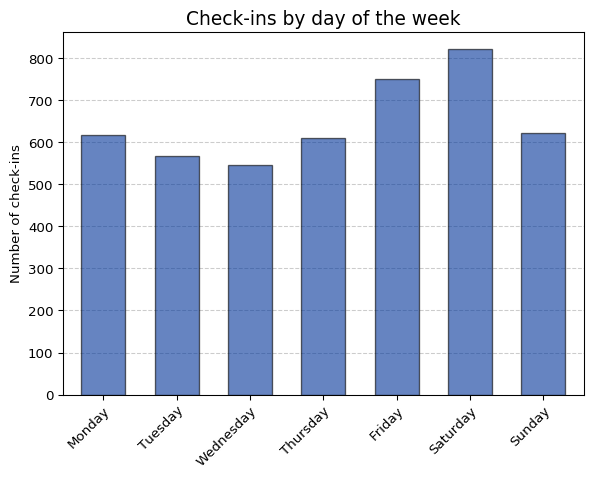 Check-ins by day of the week
Number of check-ins
800
700
600
500
400
300
200
100
0
Monday
Tuesday
Wednesday
Thursday
Friday
Saturday
Sunday